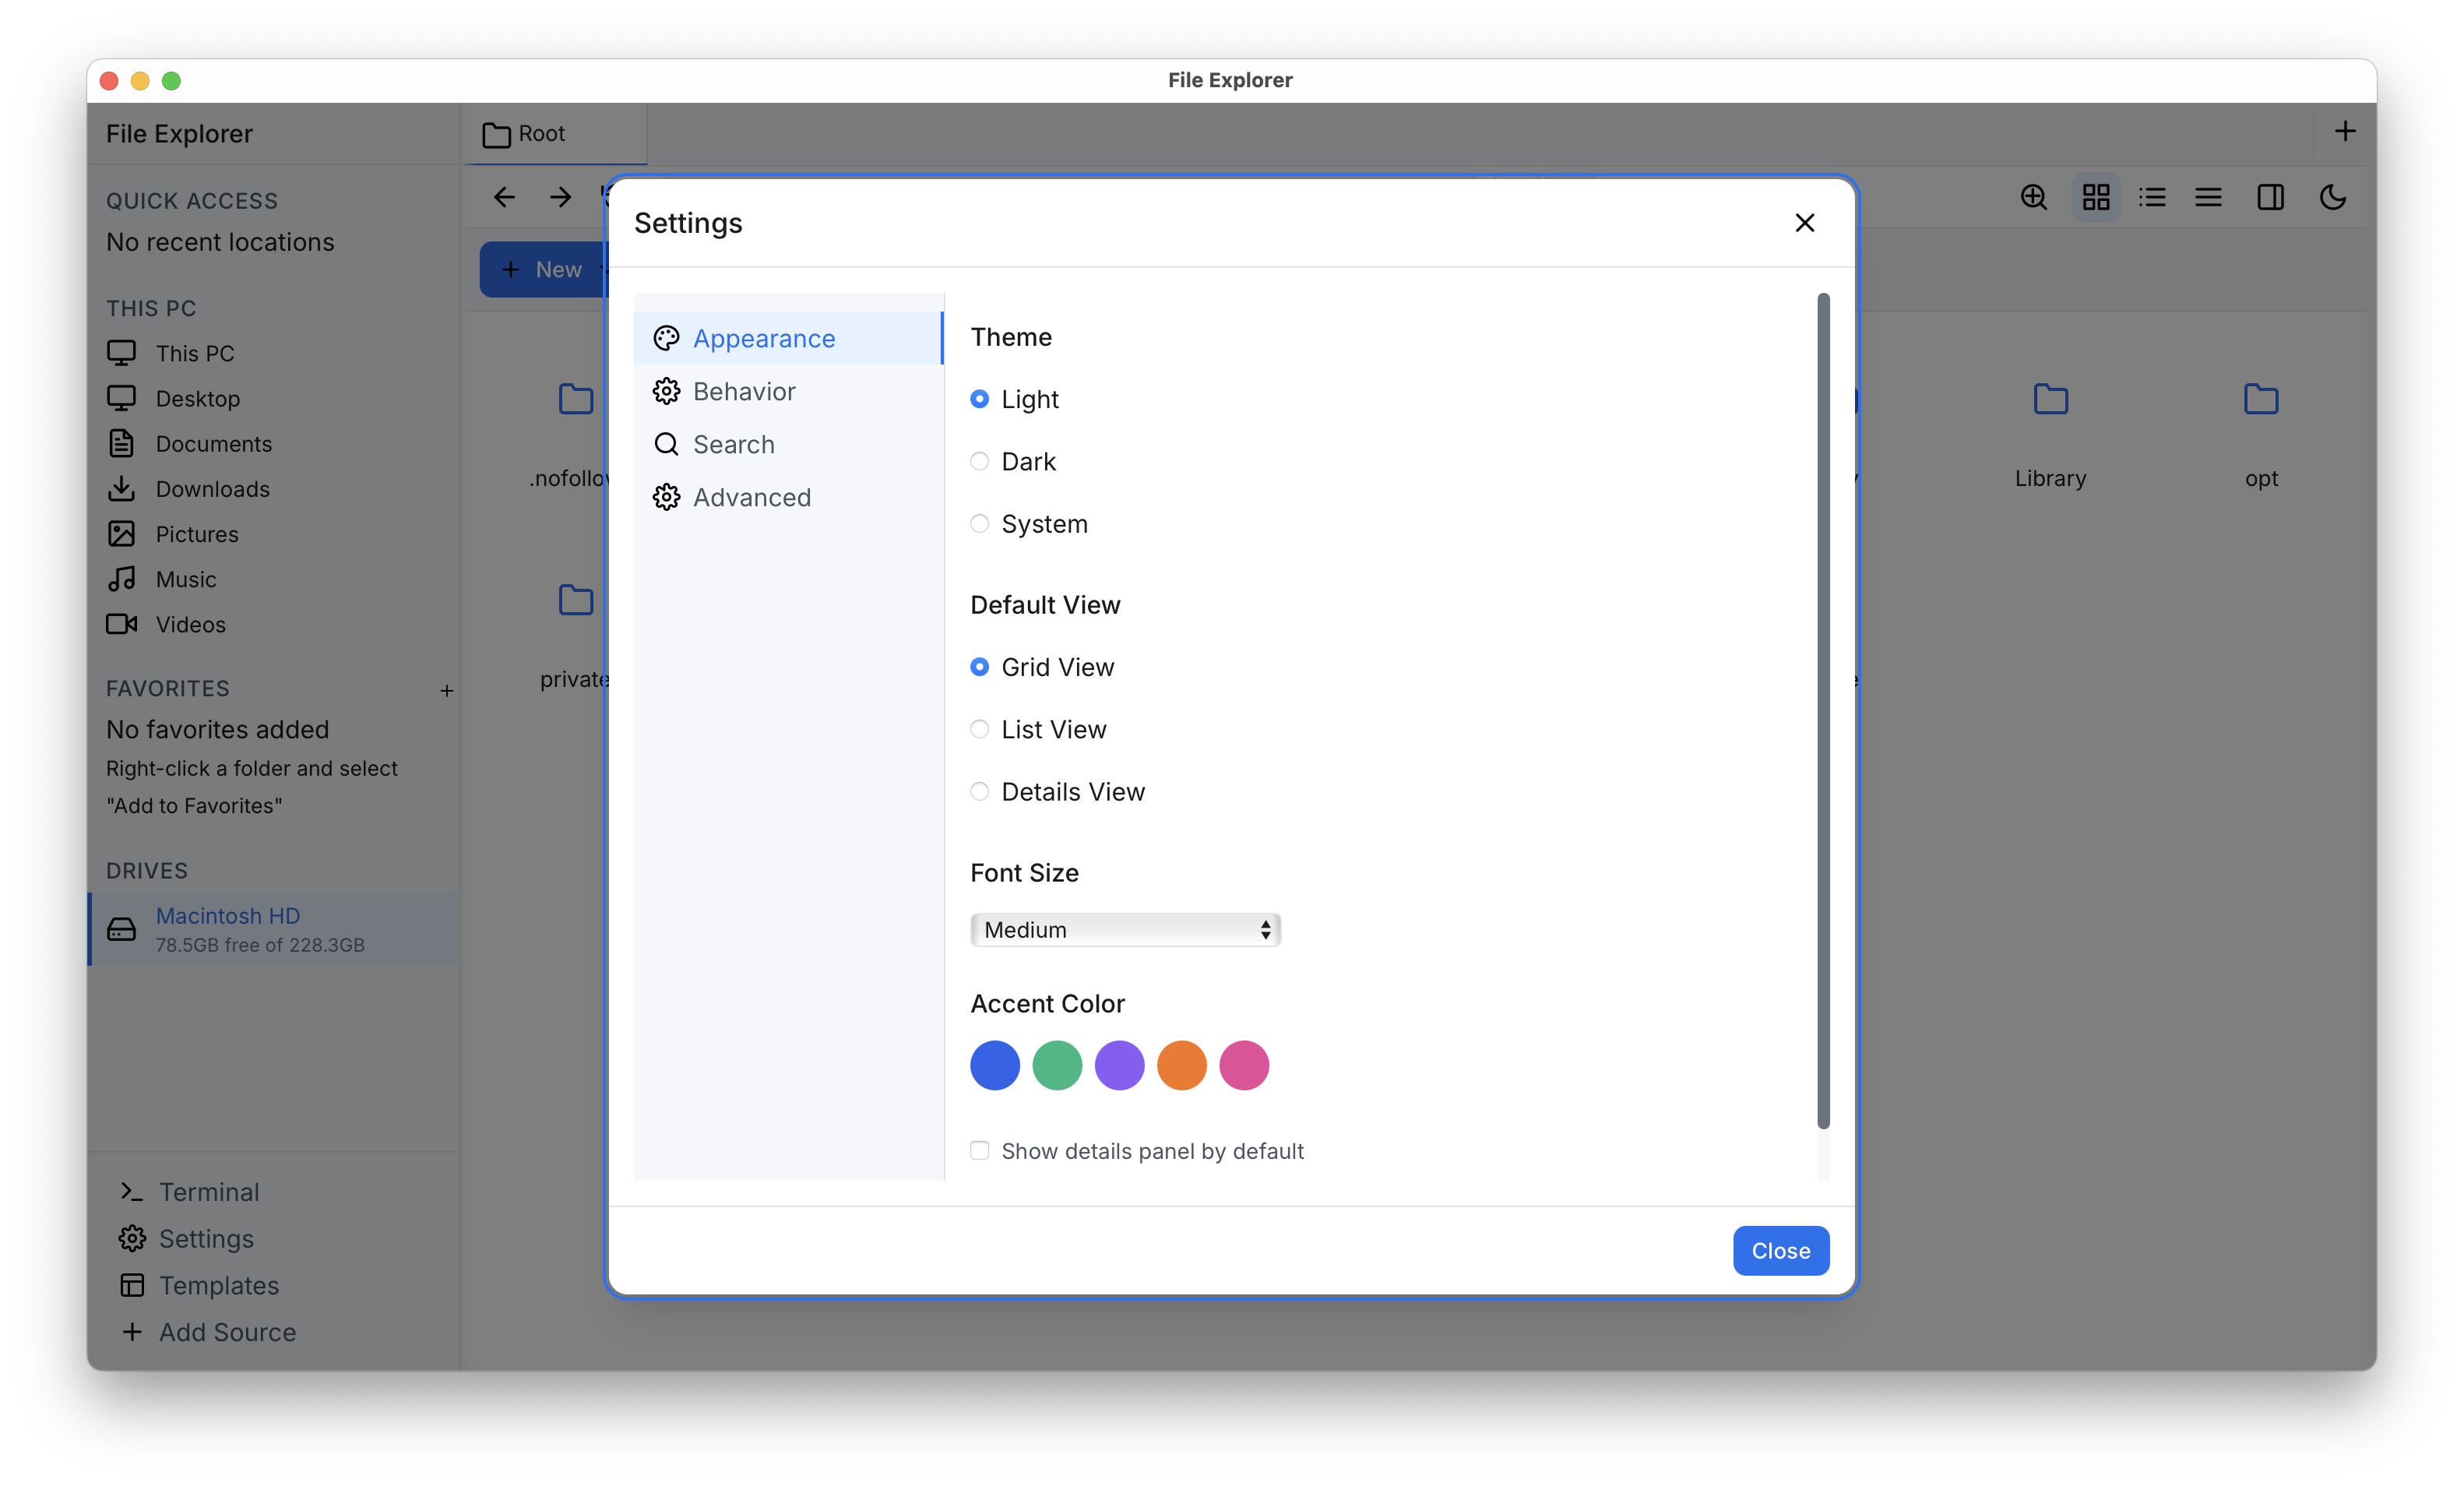 File Explorer
File Explorer
Root
QUICK ACCESS
No recent locations
THIS PC
This PC
Desktop
Documents
Downloads
Pictures
Music
Videos
FAVORITES
No favorites added
Right-click a folder and select
"Add to Favorites"
DRIVES
Macintosh HD
78.5GB free of 228.3GB
Terminal
Settings
Templates
Add Source
New
.nofollow
private
Library
opt
Settings
Appearance
Behavior
Search
Advanced
Theme
Light
Dark
System
Default View
Grid View
List View
Details View
Font Size
Medium
Accent Color
Show details panel by default
Close